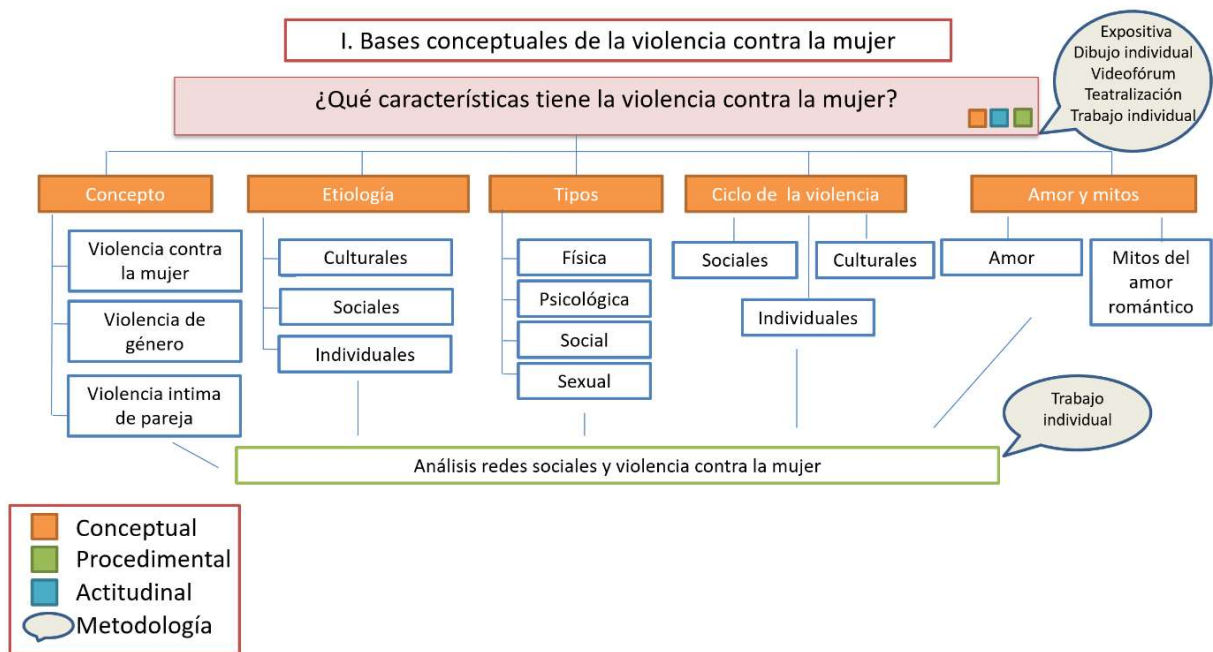 I. Bases conceptuales de la violencia contra la mujer
Expositiva
Dibujo individual
Videofórum
Teatralización
Trabajo individual
¿Qué característícas tiene la violencia contra la mujer?
Concepto
Etiología
Tipos
Ciclo de la violencia
Amor y mitos
Violencia contra
la mujer
Violencia de
género
Violencia intima
de pareja
Culturales
Sociales
Individuales
Física
Psicológica
Social
Sexual
Sociales
Culturales
Individuales
Amor
Mitos del
amor
romántico
Trabajo
individual
Análisis redes sociales y violencia contra la mujer
Conceptual
Procedimental
Actitudinal
Metodología